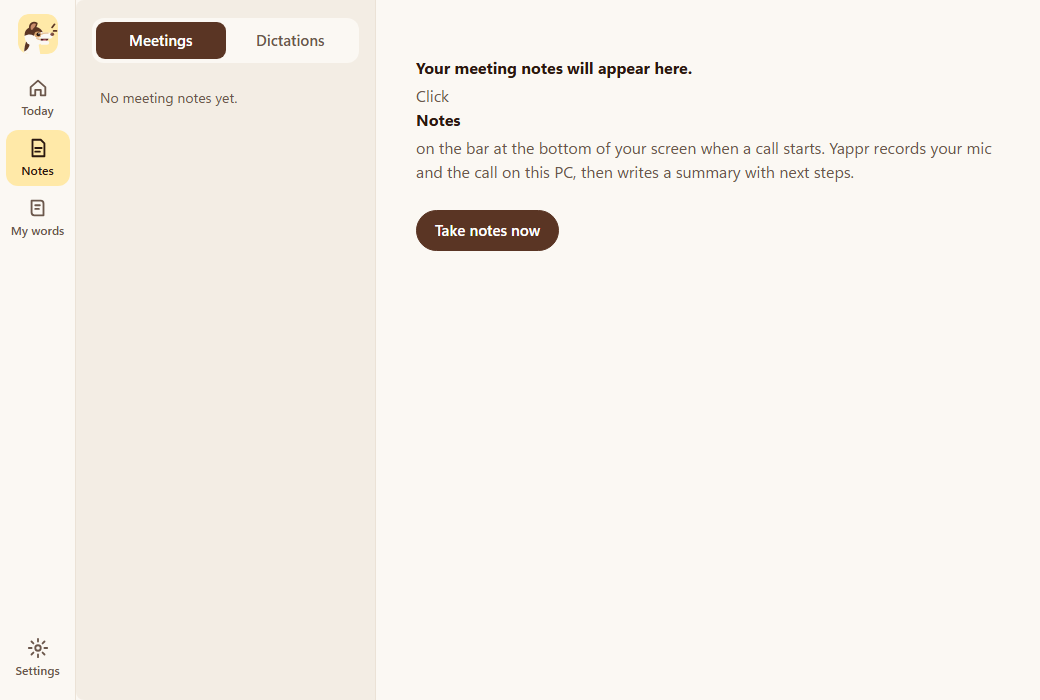 Meetings
Dictations
Today
No meeting notes yet.
Notes
My words
Settings
Your meeting notes will appear here.
Click
Notes
on the bar at the bottom of your screen when a call starts. Yappr records your mic
and the call on this PC, then writes a summary with next steps.
Take notes now